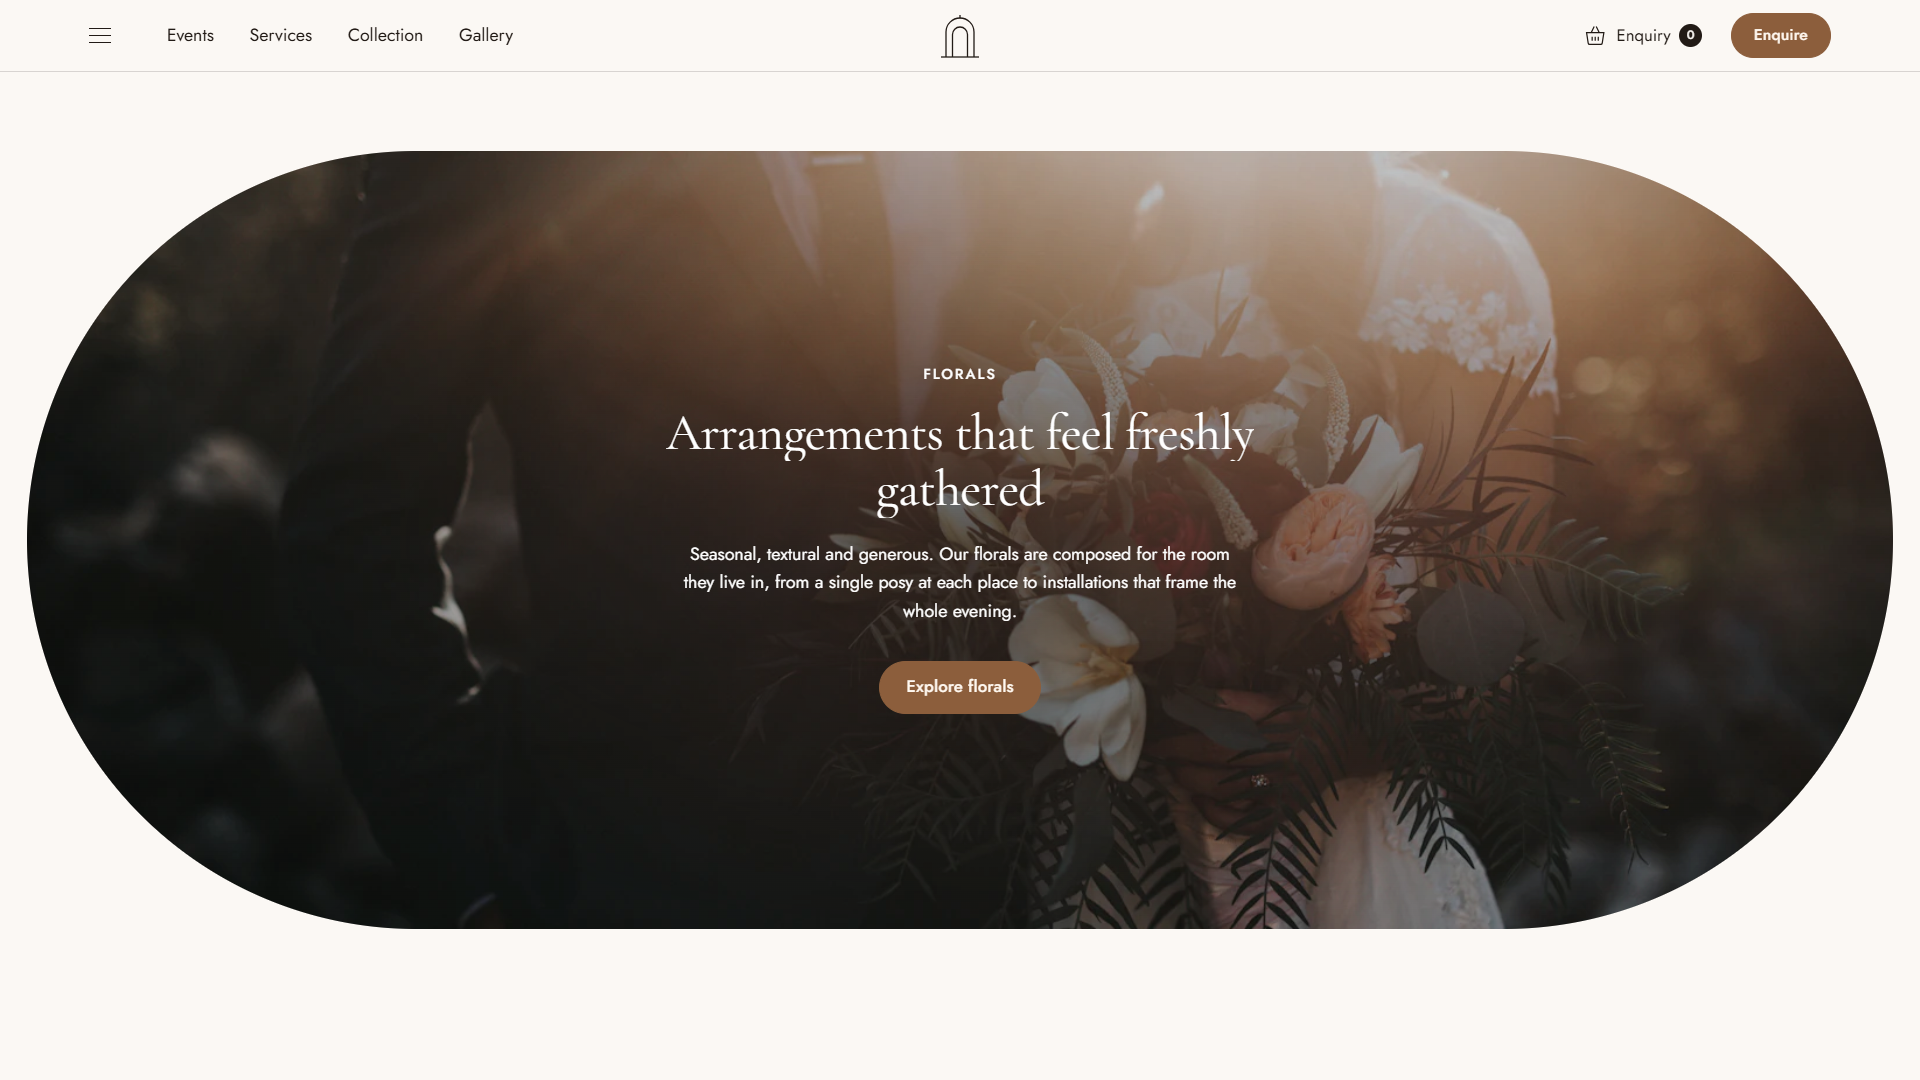 Events
Services
Collection
Gallery
Enquiry
0
Enquire
FLORALS
Arrangements that feel freshly
gathered
Seasonal, textural and generous. Our florals are composed for the room
they live in, from a single posy at each place to installations that frame the
whole evening.
Explore florals